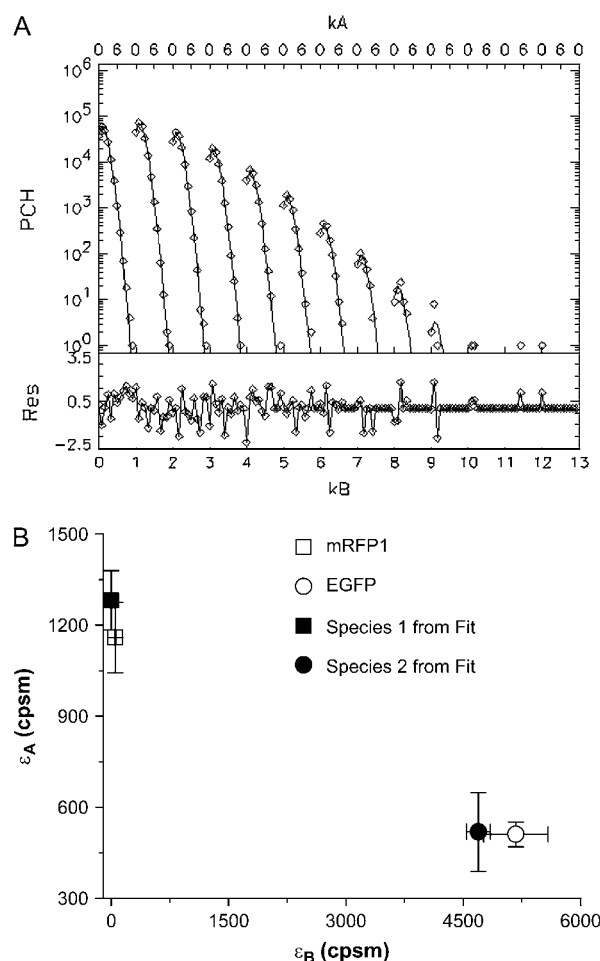 A
kA
0 6 0 6 0 6 0 6 0 6 0 6 0 6 0 6 0 6 0 6 0 6 0 6 0 6 0
10^6
10^5
10^4
10^3
10^2
10^1
10^0
PCH
3.5
0.5
-2.5
Res
0 1 2 3 4 5 6 7 8 9 10 11 12 13
kB
B
1500
1200
900
600
300
ε_A (cpsm)
mRFP1
EGFP
Species 1 from Fit
Species 2 from Fit
0 1500 3000 4500 6000
ε_B (cpsm)